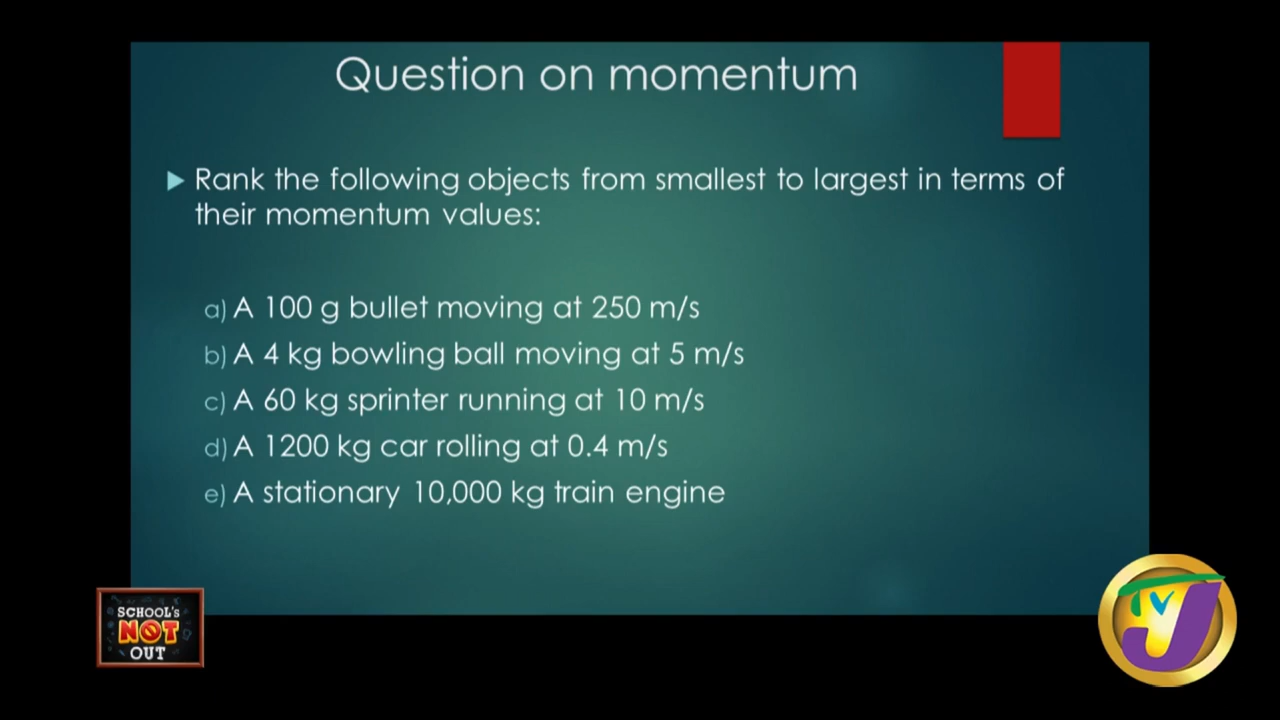 Question on momentum
Rank the following objects from smallest to largest in terms of
their momentum values:
a) A 100 g bullet moving at 250 m/s
b) A 4 kg bowling ball moving at 5 m/s
c) A 60 kg sprinter running at 10 m/s
d) A 1200 kg car rolling at 0.4 m/s
e) A stationary 10,000 kg train engine
SCHOOL's
NOT
OUT
TVJ